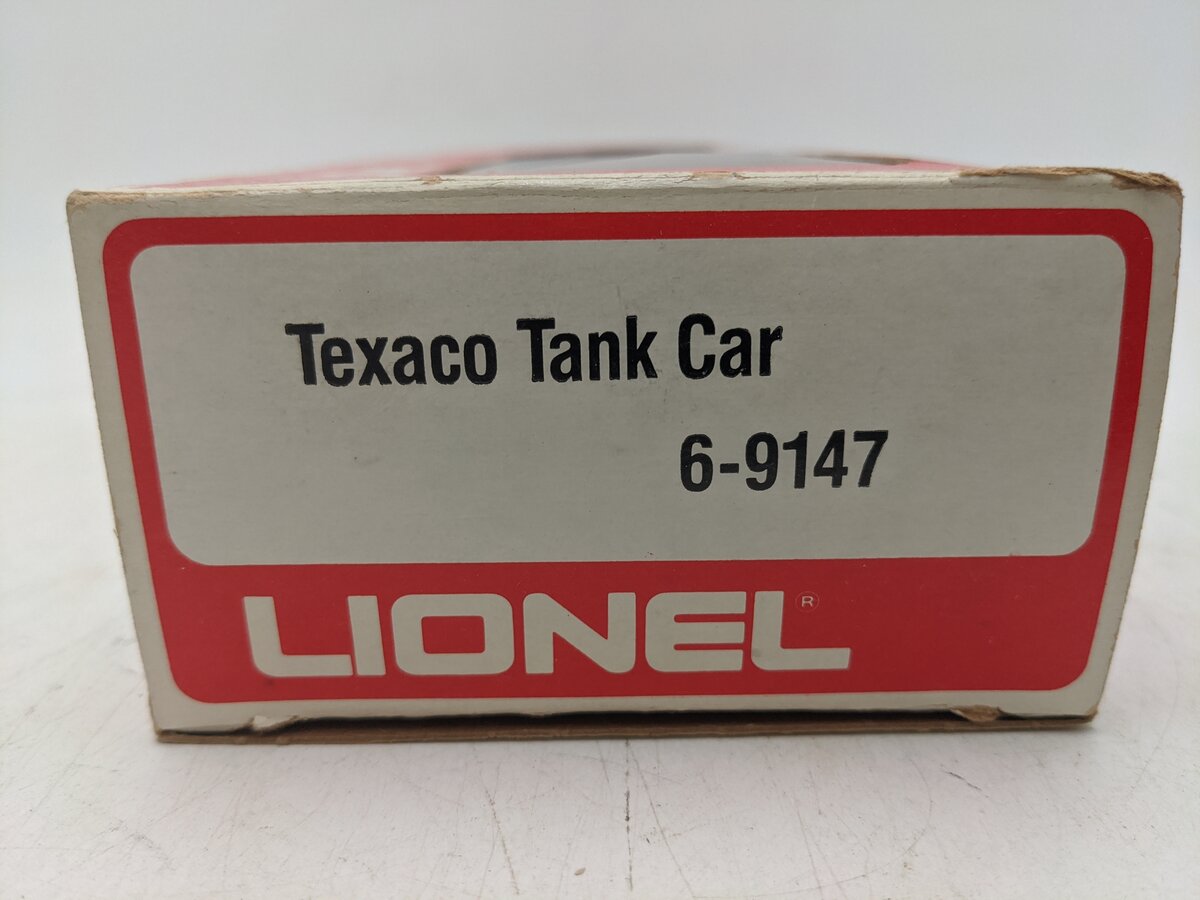 Texaco Tank Car
6-9147
LIONEL®